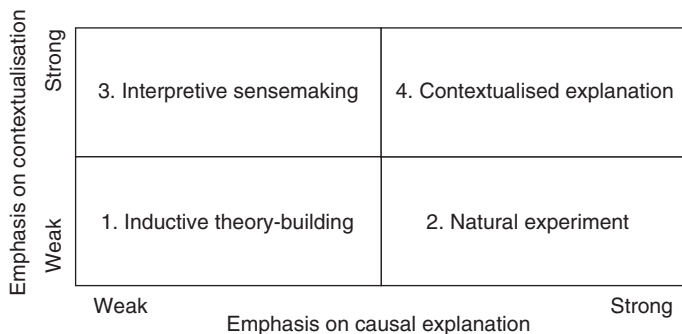 Emphasis on contextualisation
Strong
Weak
3. Interpretive sensemaking
4. Contextualised explanation
1. Inductive theory-building
2. Natural experiment
Weak
Strong
Emphasis on causal explanation